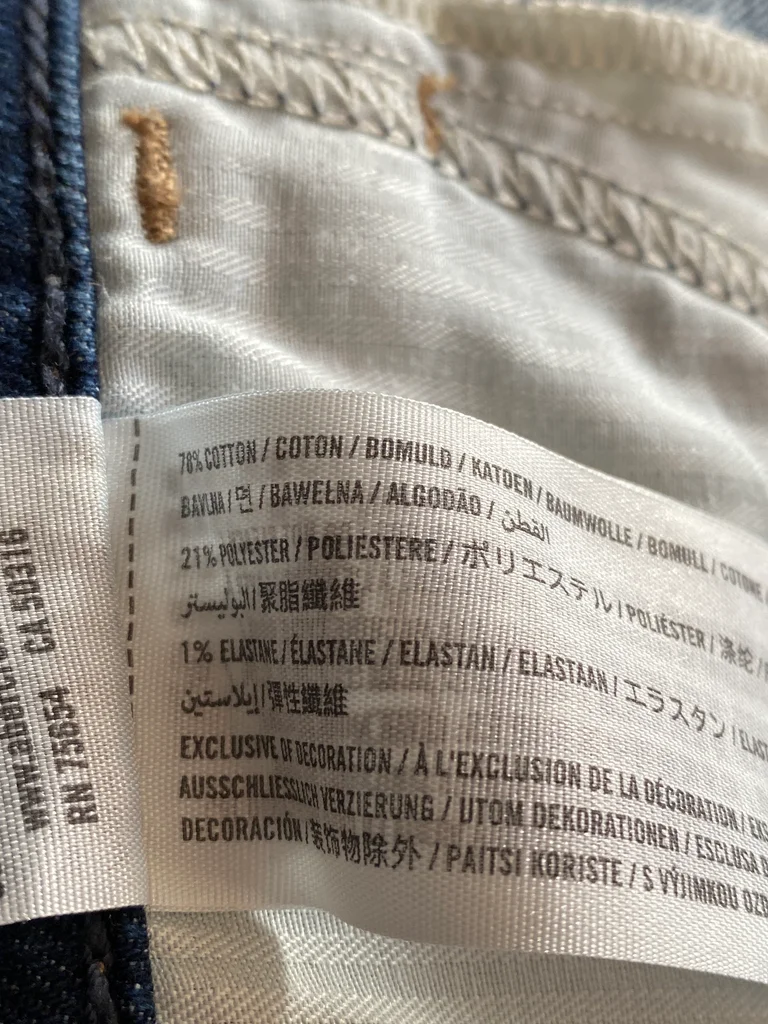 78% COTTON / COTON / BOMULD / KATOEN / BAUMWOLLE / BOMULL / COTONE /
BAVLNA / 면 / BAWEŁNA / ALGODÃO / القطن
21% POLYESTER / POLIESTERE / ポリエステル / POLIÉSTER / 涤纶 /
البوليستر / 聚脂纖維
1% ELASTANE / ÉLASTANE / ELASTAN / ELASTAAN / エラスタン /
إيلاستين / 彈性纖維
EXCLUSIVE OF DECORATION / À L'EXCLUSION DE LA DÉCORATION /
AUSSCHLIESSLICH VERZIERUNG / UTOM DEKORATIONEN / ESCLUSA
DECORACIÓN / 装饰物除外 / PAITSI KORISTE / S VÝJIMKOU
RN 75654 CA 50316